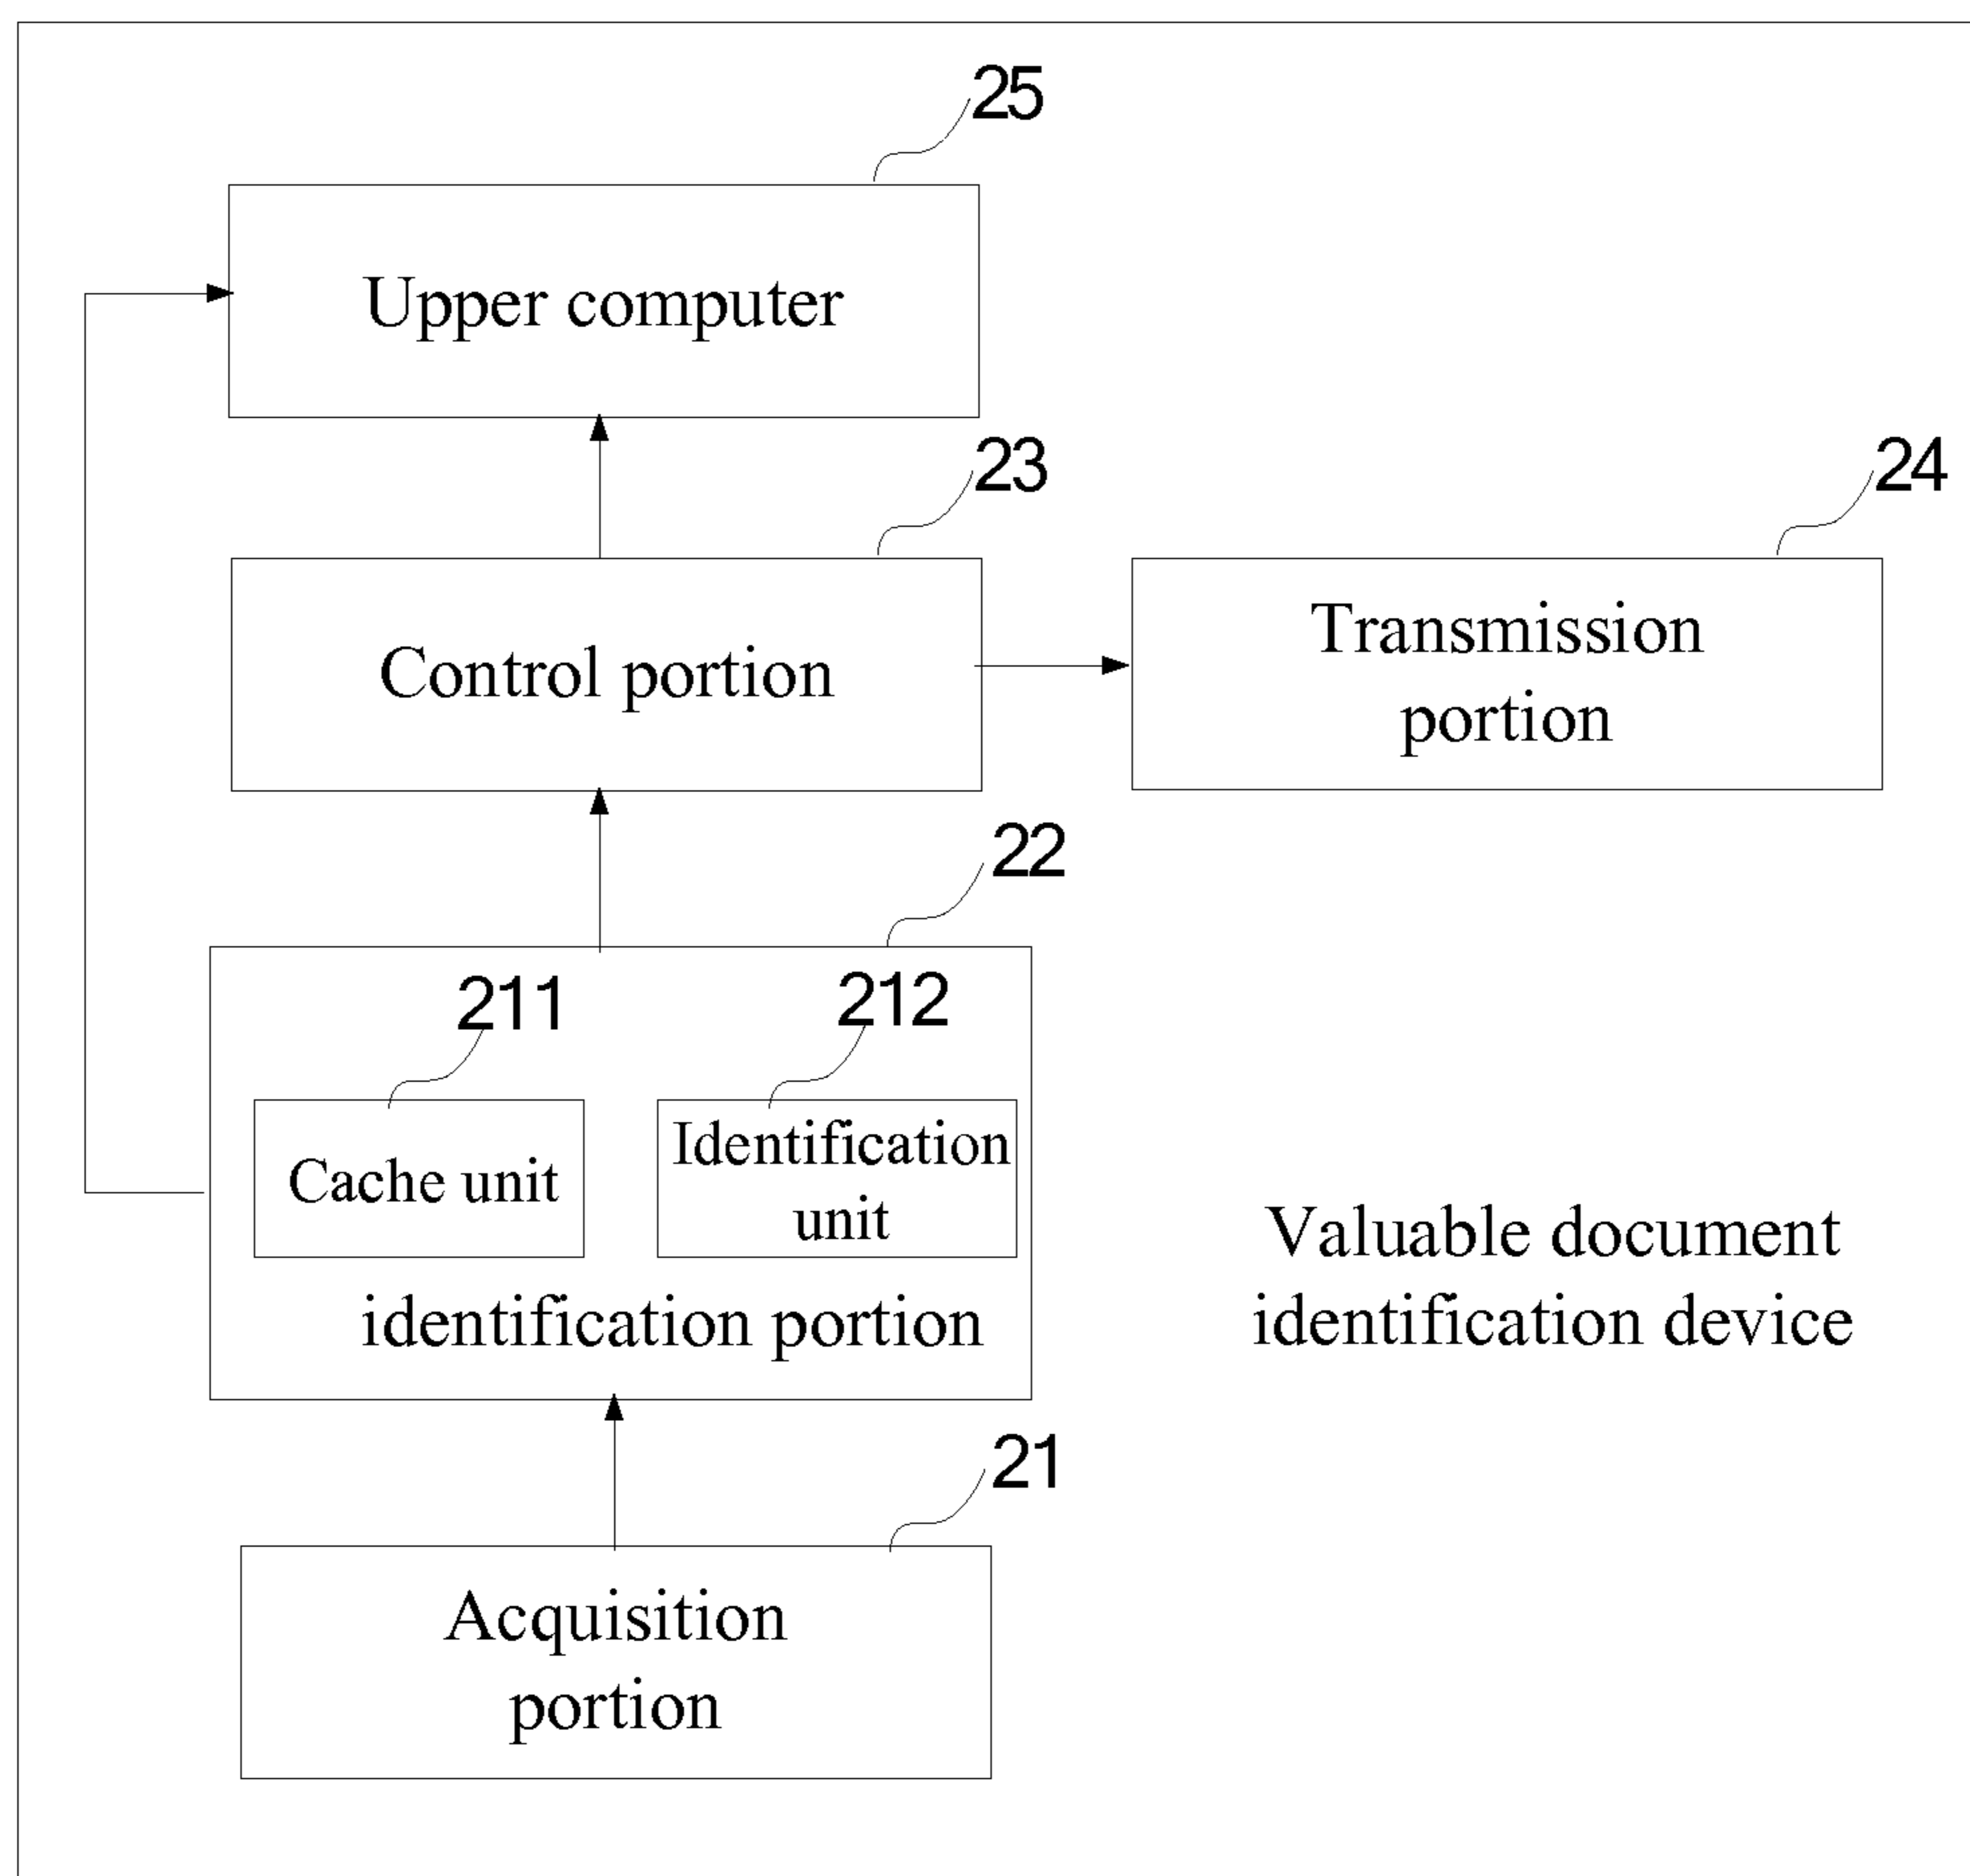 25
Upper computer
23
24
Control portion
Transmission
portion
22
211
212
Cache unit
Identification
unit
identification portion
Valuable document
identification device
21
Acquisition
portion